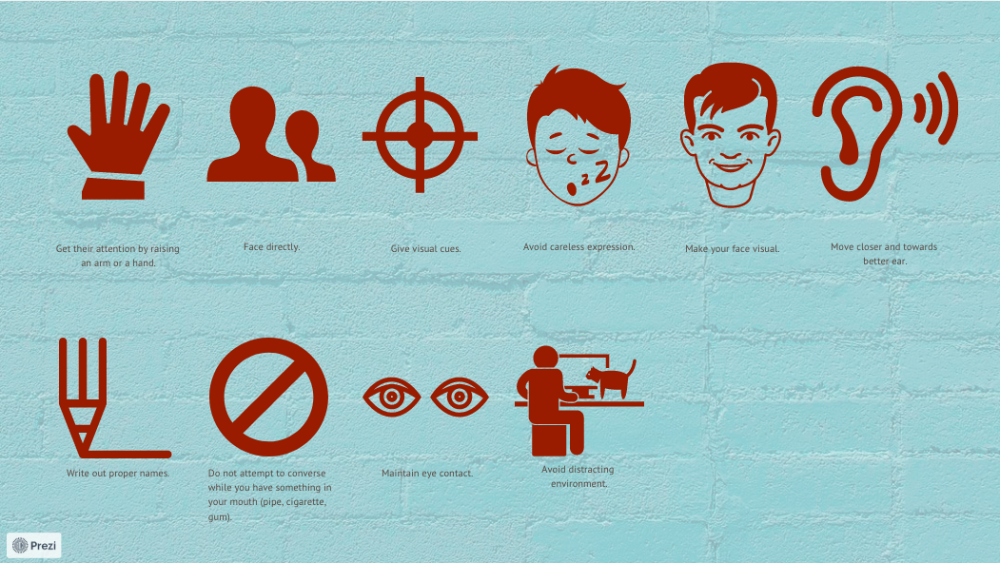 Get their attention by raising
an arm or a hand.
Face directly.
Give visual cues.
z z Z
Avoid careless expression.
Make your face visual.
Move closer and towards
better ear.
Write out proper names.
Do not attempt to converse
while you have something in
your mouth (pipe, cigarette,
gum).
Maintain eye contact.
Avoid distracting
environment.
Prezi